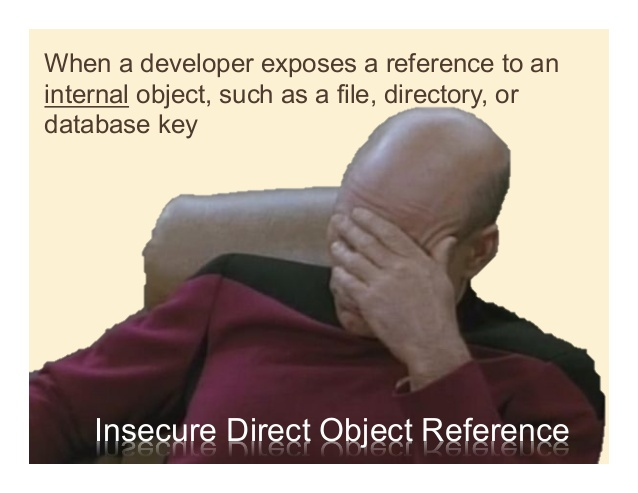 When a developer exposes a reference to an
internal object, such as a file, directory, or
database key
Insecure Direct Object Reference